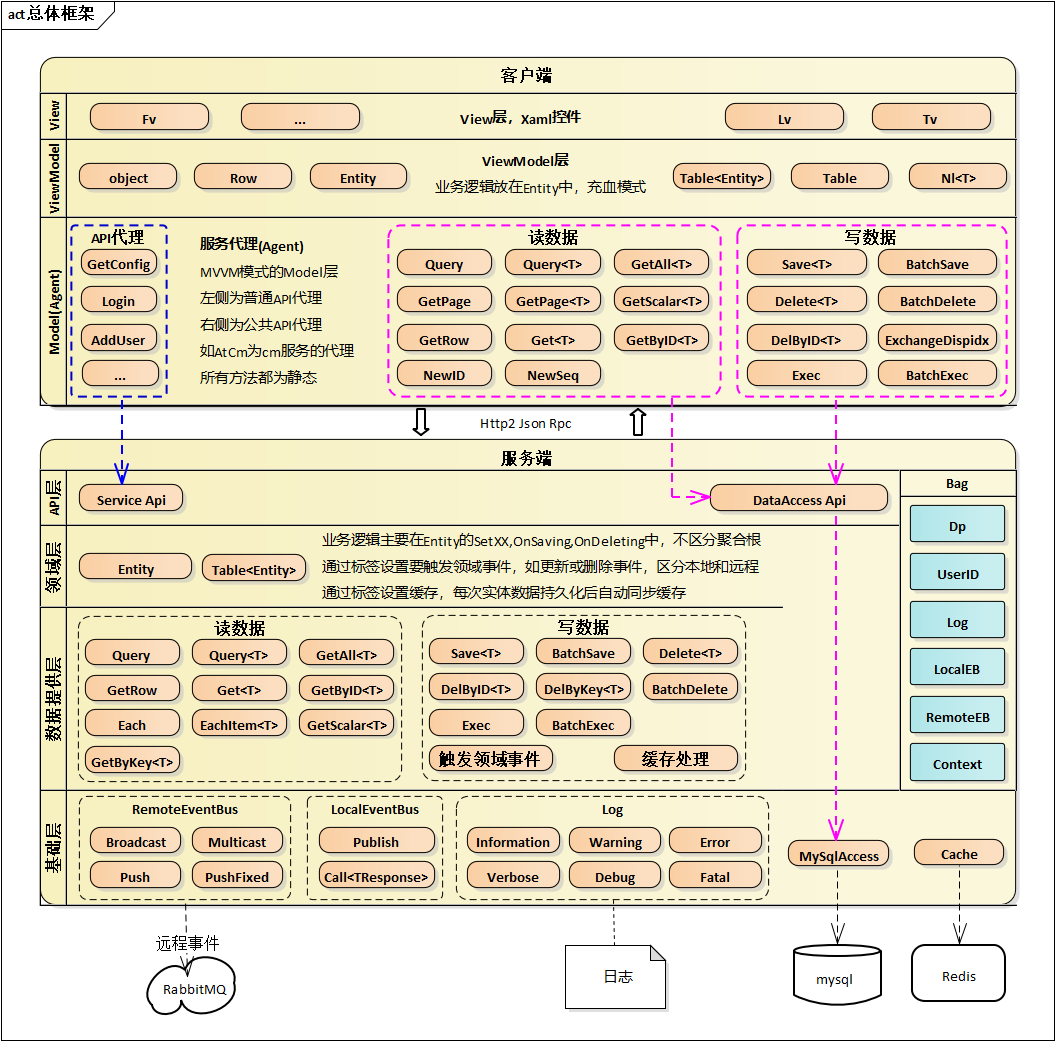 act 总体框架
客户端
View
Fv
...
View层，Xaml控件
Lv
Tv
ViewModel
object
Row
Entity
ViewModel层
业务逻辑放在Entity中，充血模式
Table<Entity>
Table
Nl<T>
Model(Agent)
API代理
GetConfig
Login
AddUser
...
服务代理(Agent)
MVVM模式的Model层
左侧为普通API代理
右侧为公共API代理
如AtCm为cm服务的代理
所有方法都为静态
读数据
Query
Query<T>
GetAll<T>
GetPage
GetPage<T>
GetScalar<T>
GetRow
Get<T>
GetByID<T>
NewID
NewSeq
写数据
Save<T>
BatchSave
Delete<T>
BatchDelete
DelByID<T>
ExchangeDispidx
Exec
BatchExec
Http2 Json Rpc
服务端
API层
Service Api
DataAccess Api
领域层
Entity
Table<Entity>
业务逻辑主要在Entity的SetXX,OnSaving,OnDeleting中，不区分聚合根
通过标签设置要触发领域事件，如更新或删除事件，区分本地和远程
通过标签设置缓存，每次实体数据持久化后自动同步缓存
Bag
Dp
UserID
Log
LocalEB
RemoteEB
Context
数据提供层
读数据
Query
Query<T>
GetAll<T>
GetRow
Get<T>
GetByID<T>
Each
EachItem<T>
GetScalar<T>
GetByKey<T>
写数据
Save<T>
BatchSave
Delete<T>
DelByID<T>
DelByKey<T>
BatchDelete
Exec
BatchExec
触发领域事件
缓存处理
基础层
RemoteEventBus
Broadcast
Multicast
Push
PushFixed
LocalEventBus
Publish
Call<TResponse>
Log
Information
Warning
Error
Verbose
Debug
Fatal
MySqlAccess
Cache
远程事件
RabbitMQ
日志
mysql
Redis